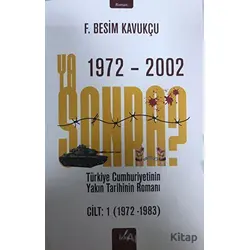 Roman
F. BESİM KAVUKÇU
1972 - 2002
YA
SONRA?
Türkiye Cumhuriyetinin
Yakın Tarihinin Romanı
CİLT: 1 (1972 -1983)
Kitap